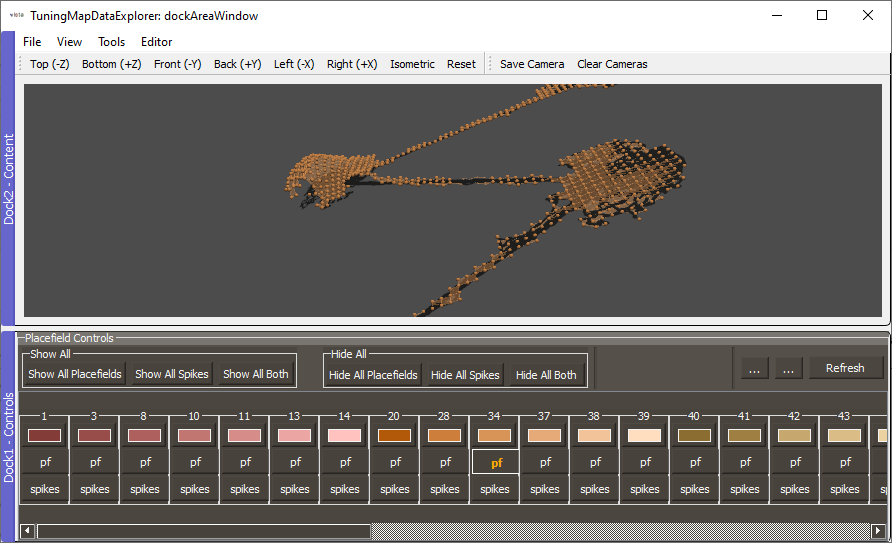 vista TuningMapDataExplorer: dockAreaWindow
File View Tools Editor
Top (-Z) Bottom (+Z) Front (-Y) Back (+Y) Left (-X) Right (+X) Isometric Reset Save Camera Clear Cameras
Dock2 - Content
Dock1 - Controls
Placefield Controls
Show All
Show All Placefields Show All Spikes Show All Both
Hide All
Hide All Placefields Hide All Spikes Hide All Both
... ... Refresh
1 3 8 10 11 13 14 20 28 34 37 38 39 40 41 42 43
pf pf pf pf pf pf pf pf pf pf pf pf pf pf pf pf pf
spikes spikes spikes spikes spikes spikes spikes spikes spikes spikes spikes spikes spikes spikes spikes spikes spikes